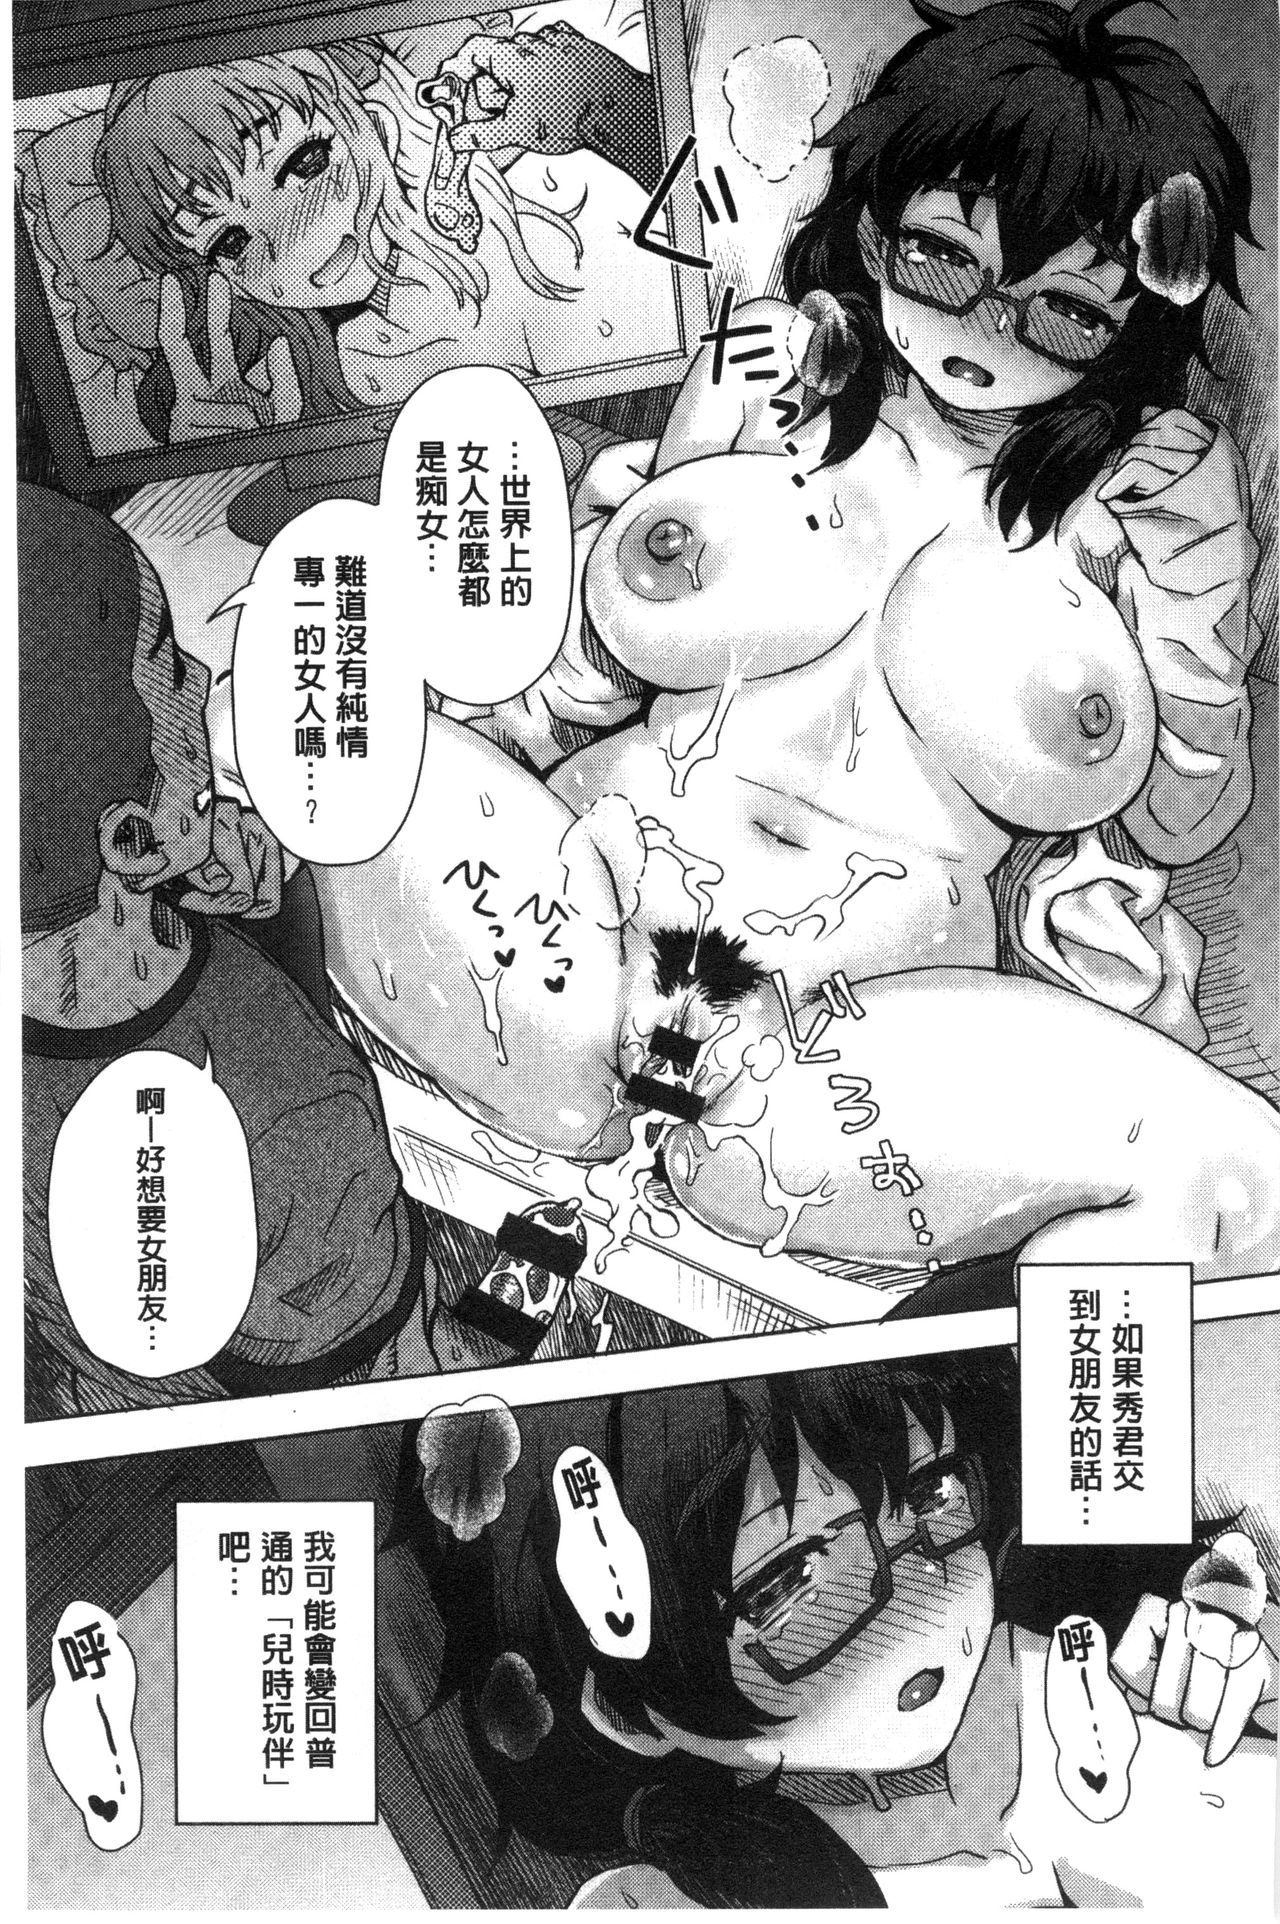 くたっ…
…世界上的
女人怎麼都
是痴女…
難道沒有純情
專一的女人嗎…?
ひくっ♥
ひくっ♥
どろぉ…
啊—好想要女朋友…
…如果秀君交
到女朋友的話…
呼—…♥
呼—…♥
我可能會變回普
通的「兒時玩伴」
吧…
呼—…♥